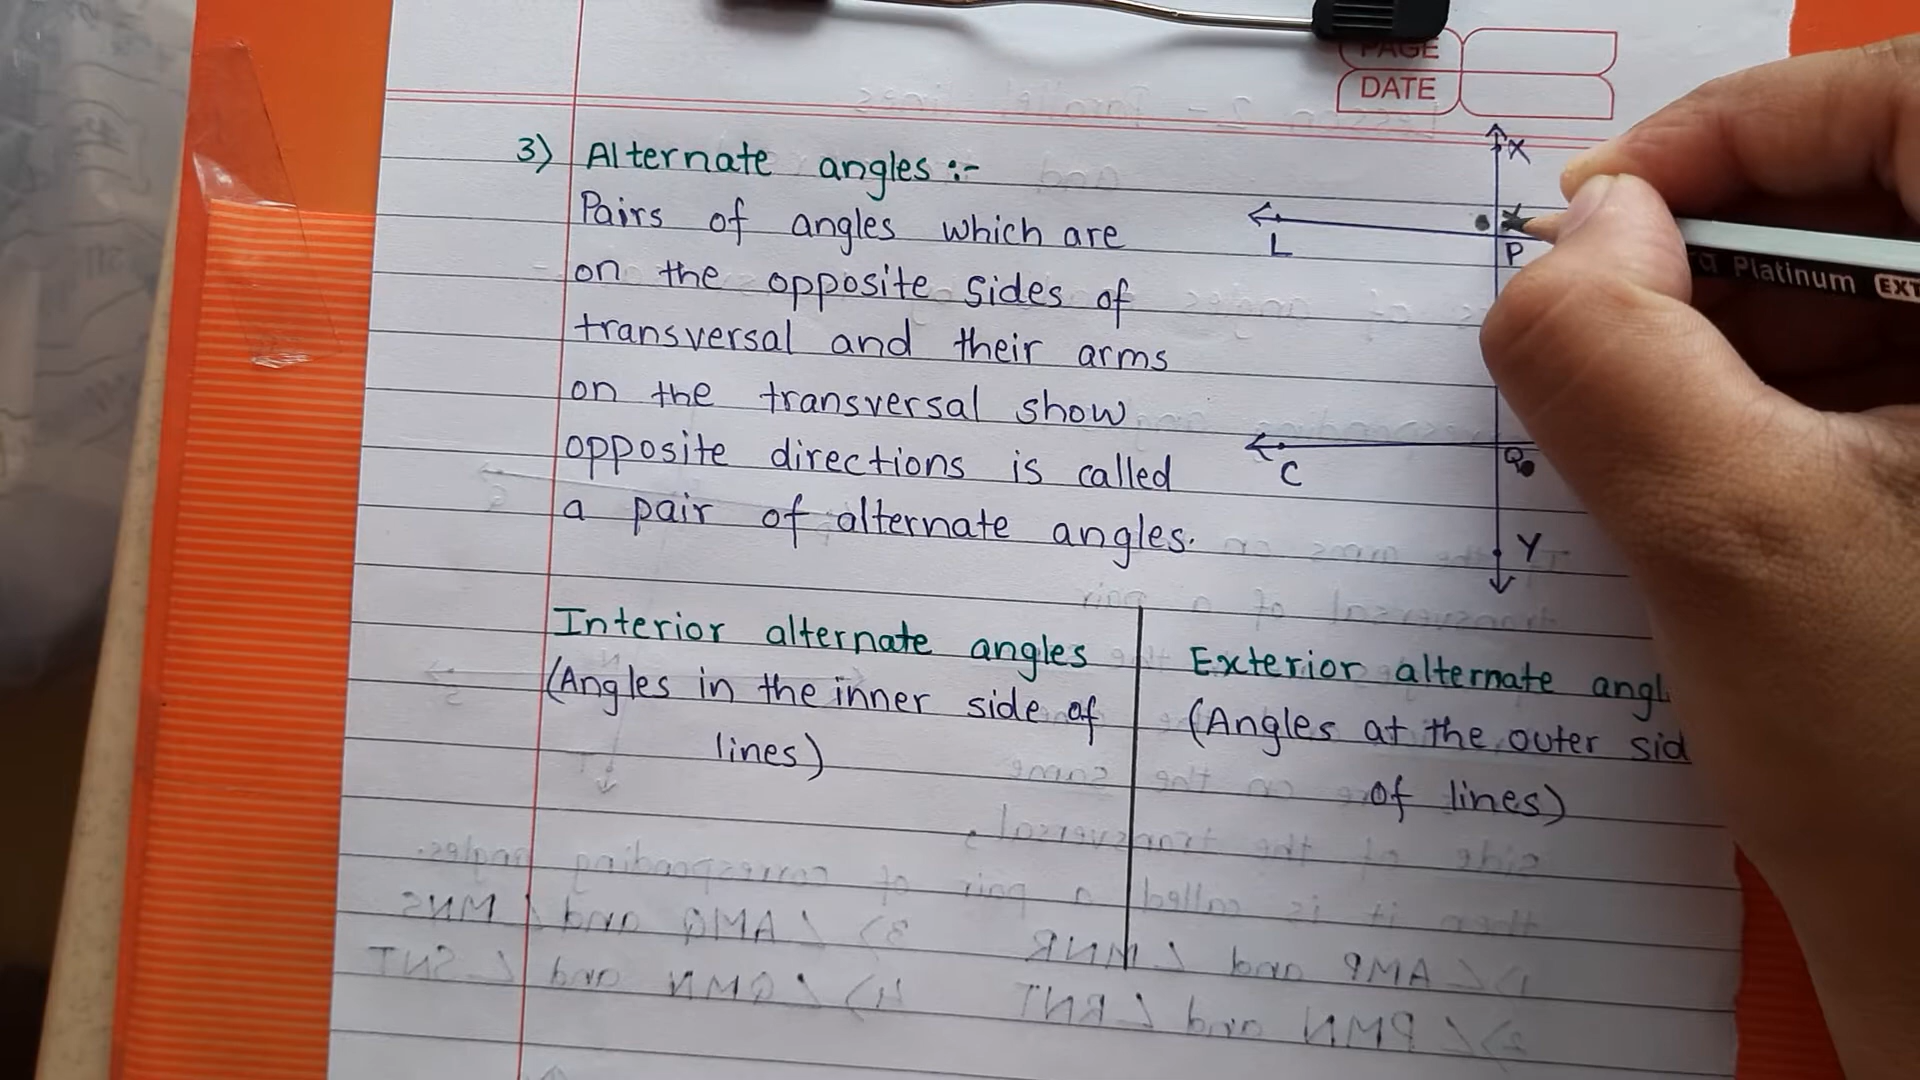 PAGE
DATE
3) Alternate angles :-
Pairs of angles which are
on the opposite sides of
transversal and their arms
on the transversal show
opposite directions is called
a pair of alternate angles.
X
L
P
C
Q
Y
Platinum EXT
Interior alternate angles
(Angles in the inner side of
lines)
Exterior alternate angl
(Angles at the outer sid
of lines)